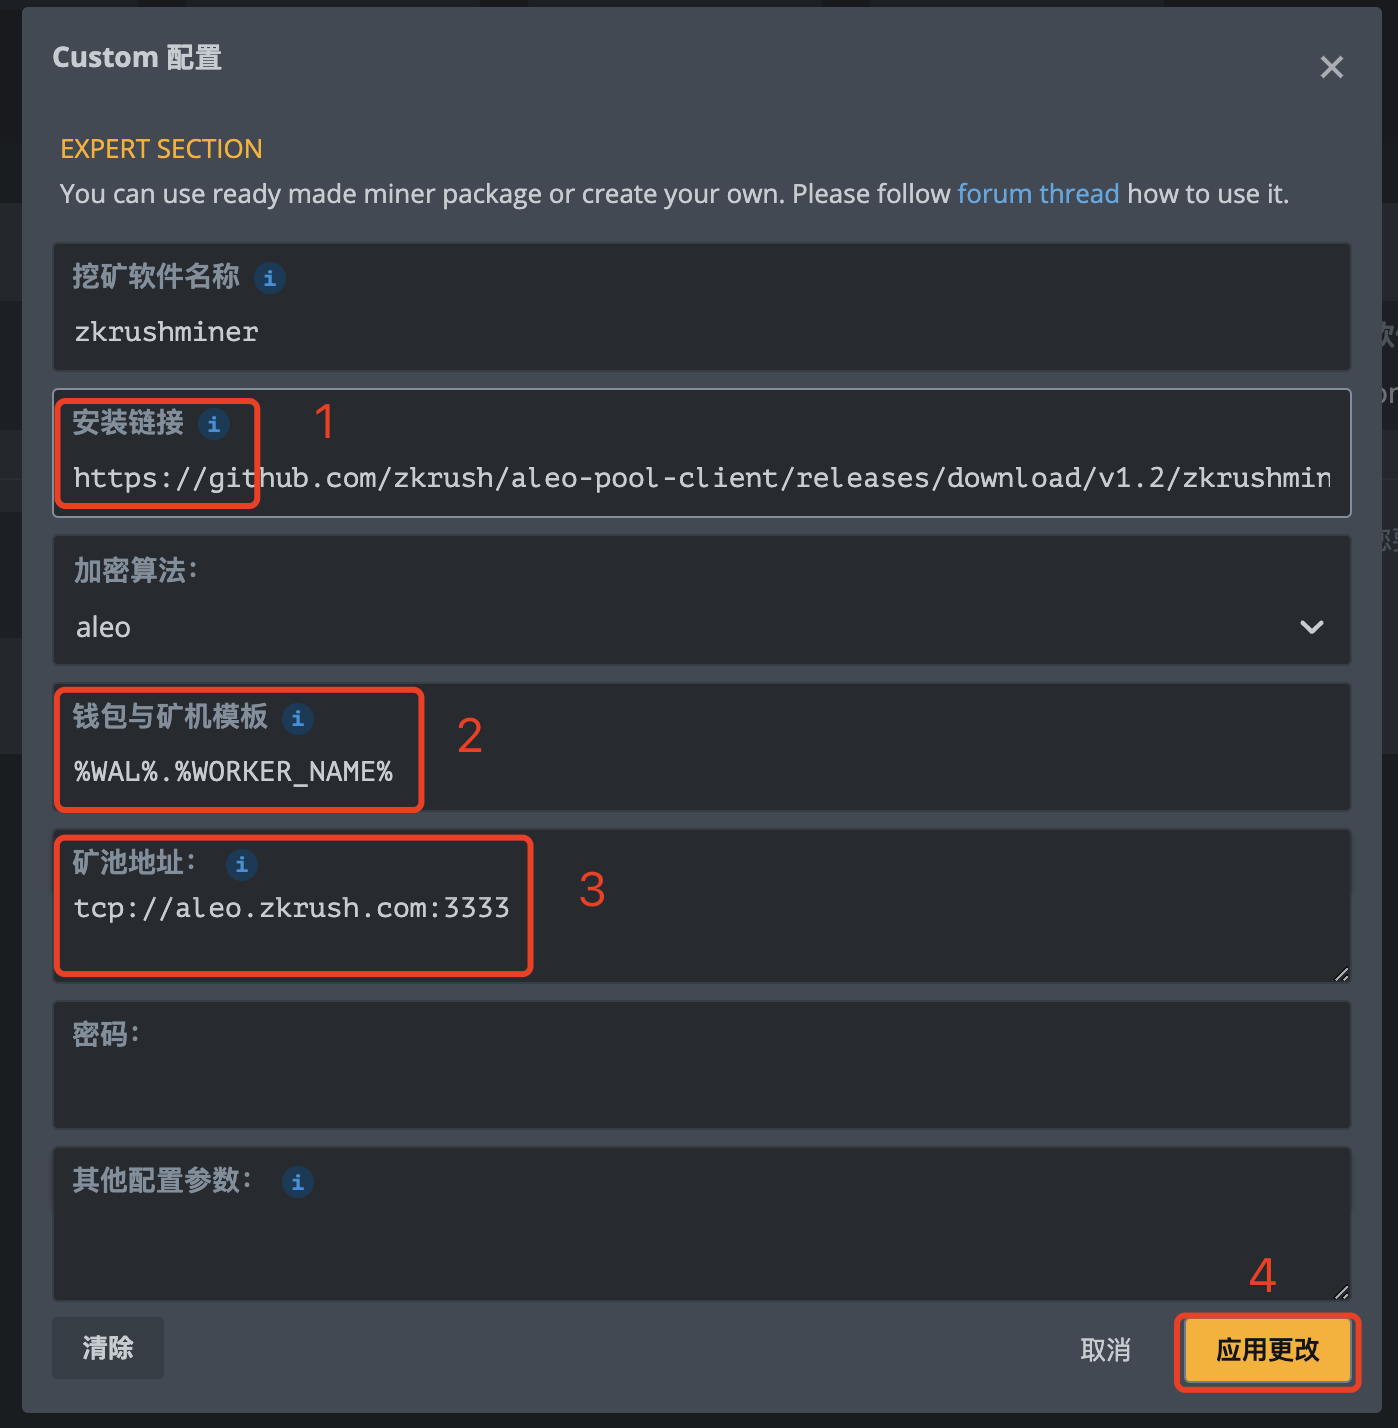 Custom 配置
EXPERT SECTION
You can use ready made miner package or create your own. Please follow forum thread how to use it.
挖矿软件名称 i
zkrushminer
安装链接 i 1
https://github.com/zkrush/aleo-pool-client/releases/download/v1.2/zkrushmin
加密算法：
aleo
钱包与矿机模板 i 2
%WAL%.%WORKER_NAME%
矿池地址： i 3
tcp://aleo.zkrush.com:3333
密码：
其他配置参数： i
4
清除 取消 应用更改